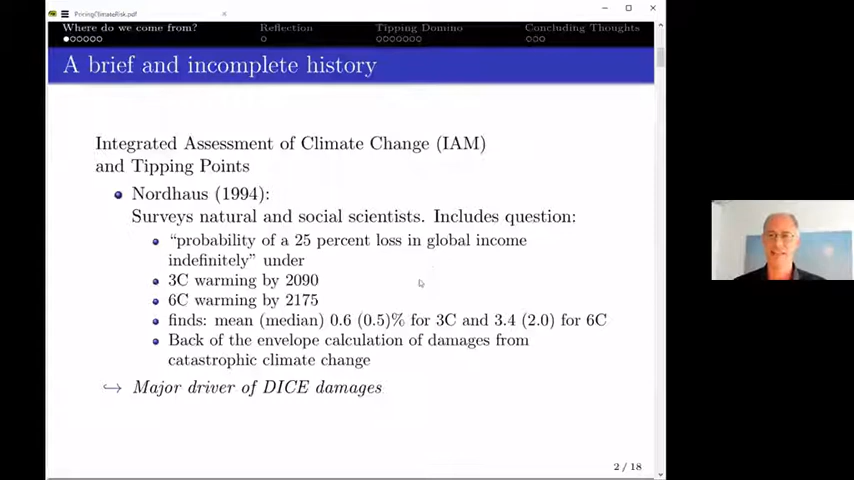 PricingClimateRisk.pdf
Where do we come from? Reflection Tipping Domino Concluding Thoughts
A brief and incomplete history
Integrated Assessment of Climate Change (IAM)
and Tipping Points
Nordhaus (1994):
Surveys natural and social scientists. Includes question:
“probability of a 25 percent loss in global income
indefinitely” under
3C warming by 2090
6C warming by 2175
finds: mean (median) 0.6 (0.5)% for 3C and 3.4 (2.0) for 6C
Back of the envelope calculation of damages from
catastrophic climate change
↪ Major driver of DICE damages
2 / 18